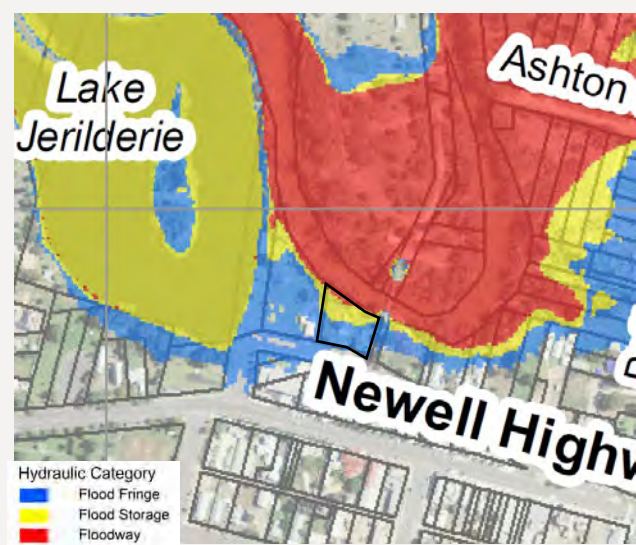 Lake
Jerilderie
Ashton
Newell Highw
Hydraulic Category
Flood Fringe
Flood Storage
Floodway